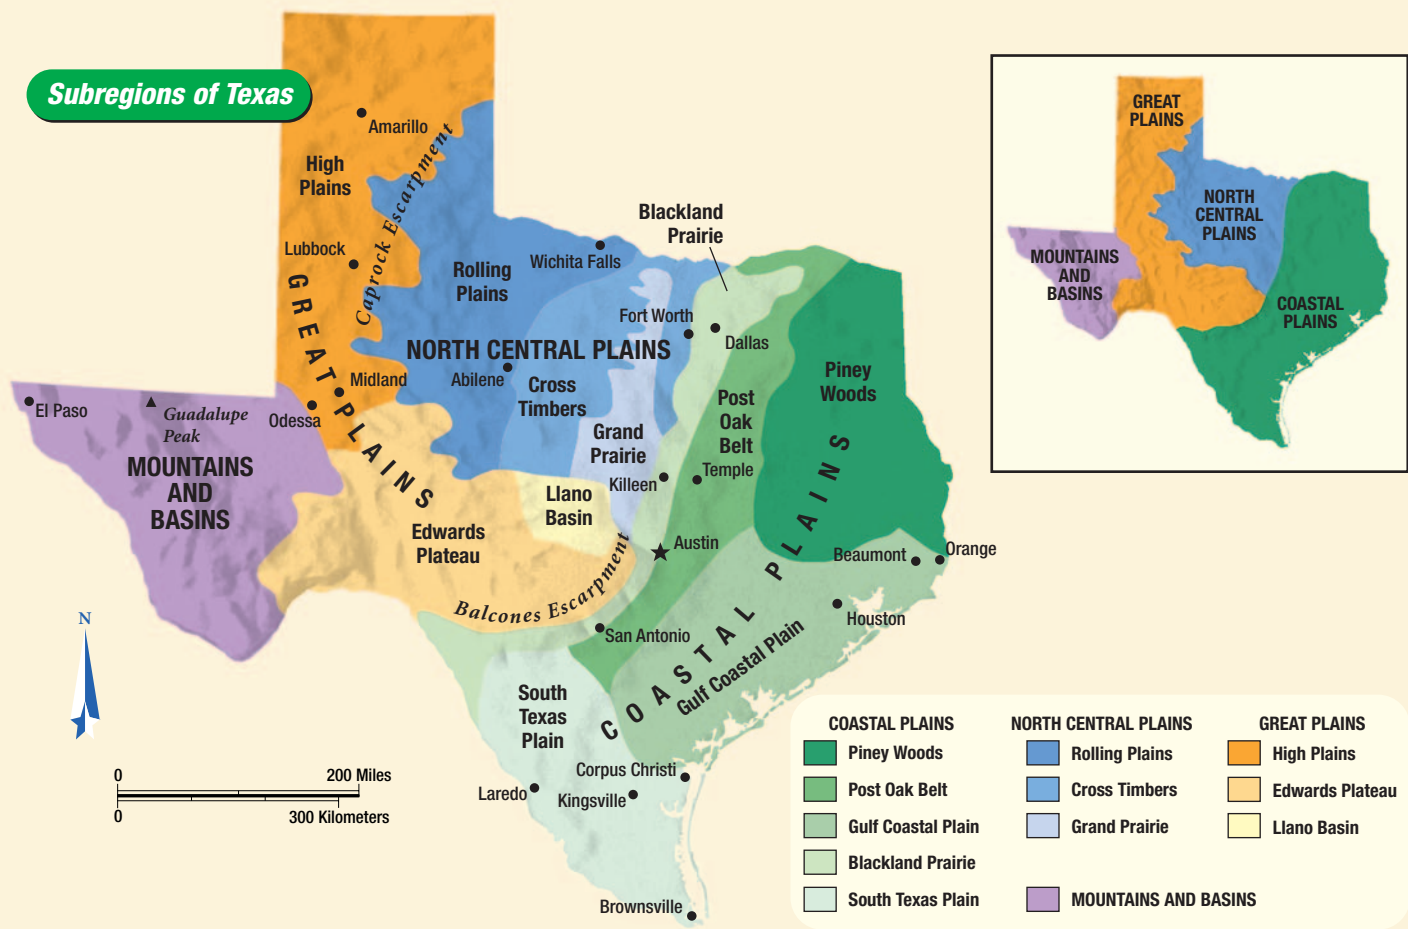 Subregions of Texas
Amarillo
High
Plains
Caprock Escarpment
Lubbock
GREAT PLAINS
Rolling
Plains
Wichita Falls
Blackland
Prairie
Fort Worth
Dallas
NORTH CENTRAL PLAINS
Abilene
Cross
Timbers
Midland
Odessa
El Paso
Guadalupe
Peak
MOUNTAINS
AND
BASINS
Grand
Prairie
Post
Oak
Belt
Piney
Woods
Killeen
Temple
Llano
Basin
Edwards
Plateau
Austin
Balcones Escarpment
San Antonio
COASTAL PLAINS
Gulf Coastal Plain
Beaumont
Orange
Houston
South
Texas
Plain
Corpus Christi
Laredo
Kingsville
Brownsville
N
0
200 Miles
0
300 Kilometers
GREAT
PLAINS
NORTH
CENTRAL
PLAINS
MOUNTAINS
AND
BASINS
COASTAL
PLAINS
COASTAL PLAINS
Piney Woods
Post Oak Belt
Gulf Coastal Plain
Blackland Prairie
South Texas Plain
NORTH CENTRAL PLAINS
Rolling Plains
Cross Timbers
Grand Prairie
MOUNTAINS AND BASINS
GREAT PLAINS
High Plains
Edwards Plateau
Llano Basin